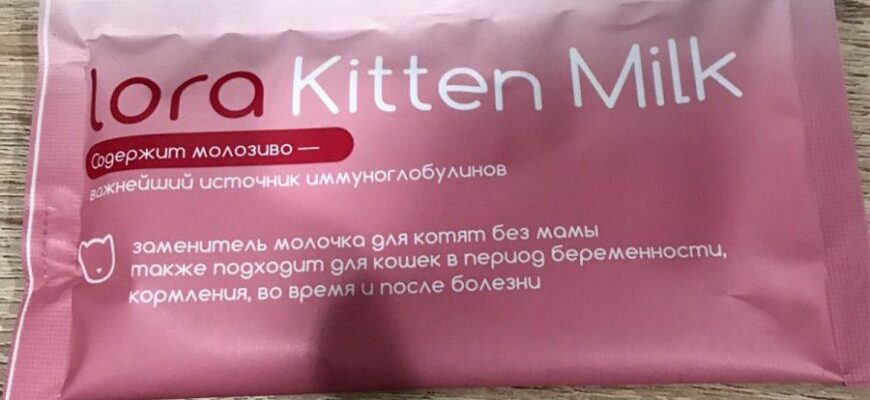 lora Kitten Milk
Содержит молозиво —
важнейший источник иммуноглобулинов
заменитель молочка для котят без мамы
также подходит для кошек в период беременности,
кормления, во время и после болезни